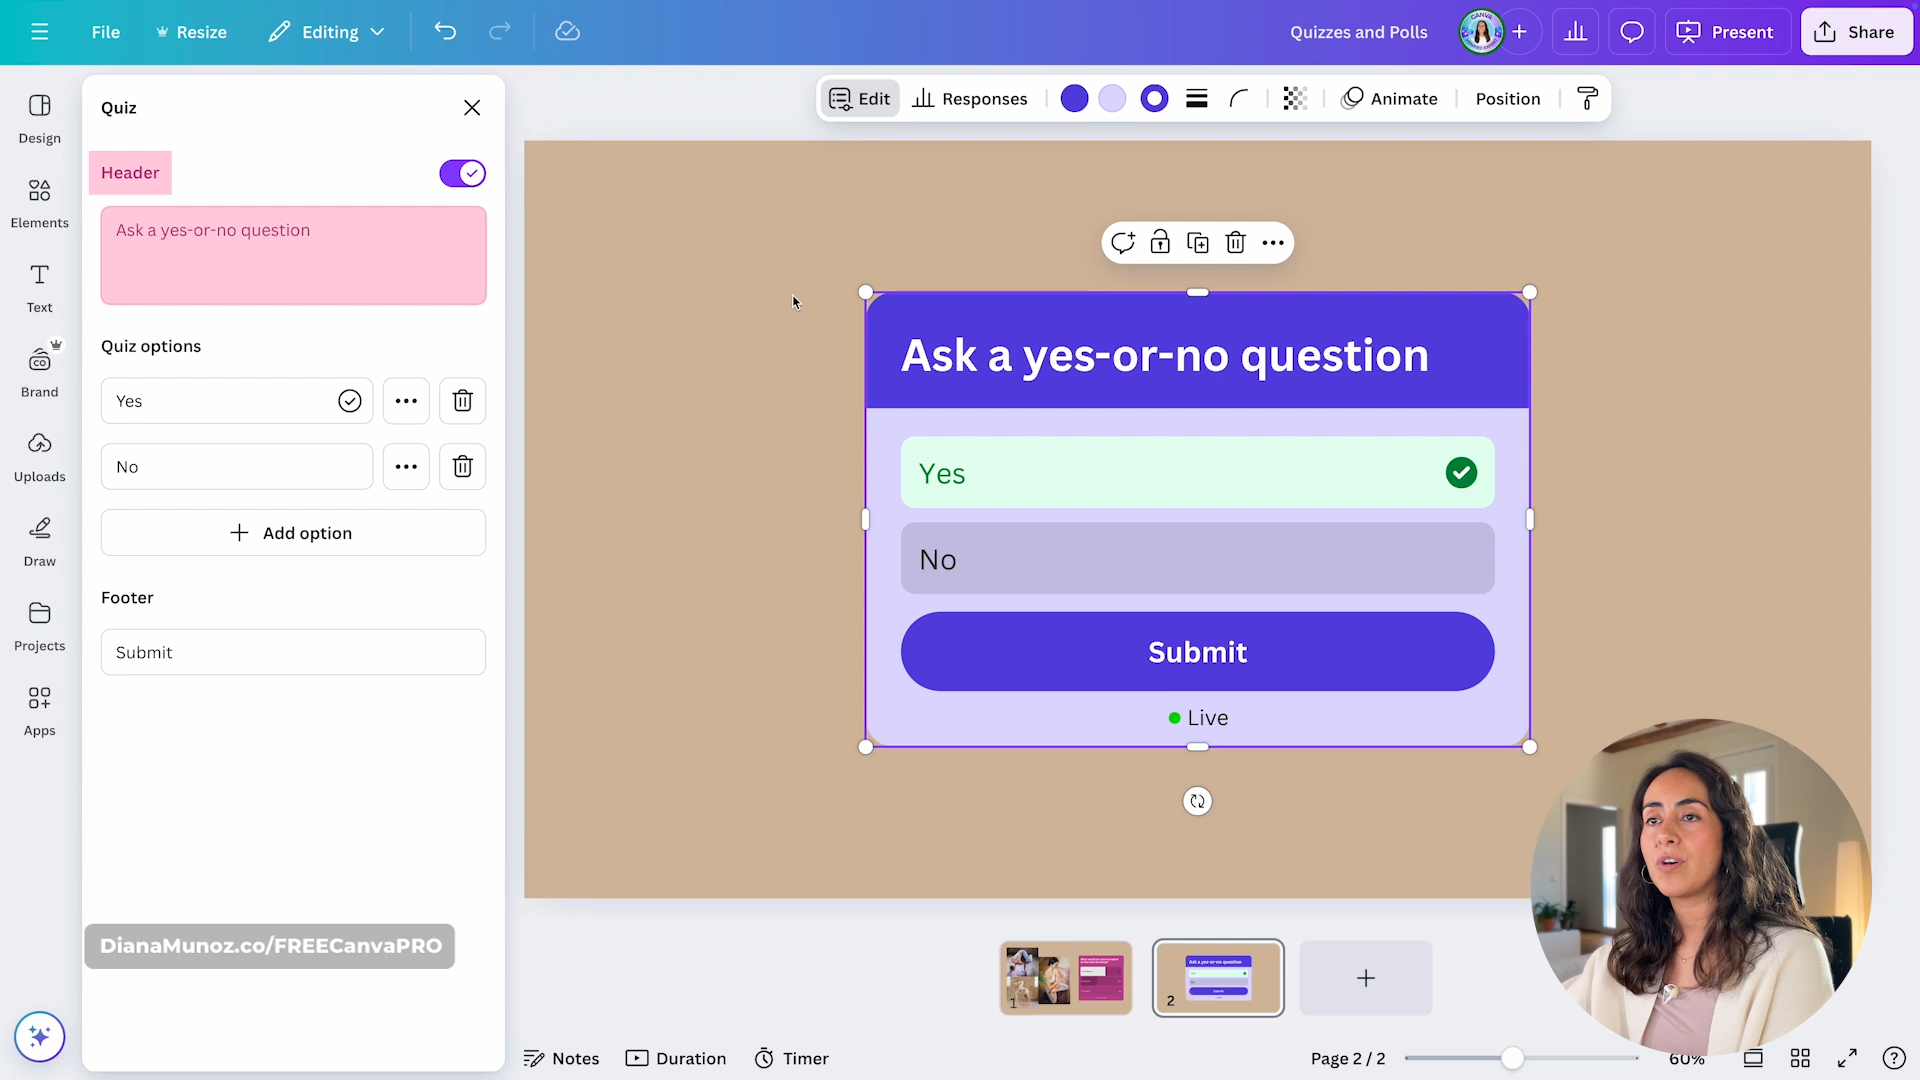 File
Resize
Editing
Quizzes and Polls
Present
Share
Design
Elements
Text
Brand
Uploads
Draw
Projects
Apps
Quiz
Header
Ask a yes-or-no question
Quiz options
Yes
No
Add option
Footer
Submit
DianaMunoz.co/FREECanvaPRO
Edit
Responses
Animate
Position
Ask a yes-or-no question
Yes
No
Submit
Live
1
2
Notes
Duration
Timer
Page 2 / 2
60%